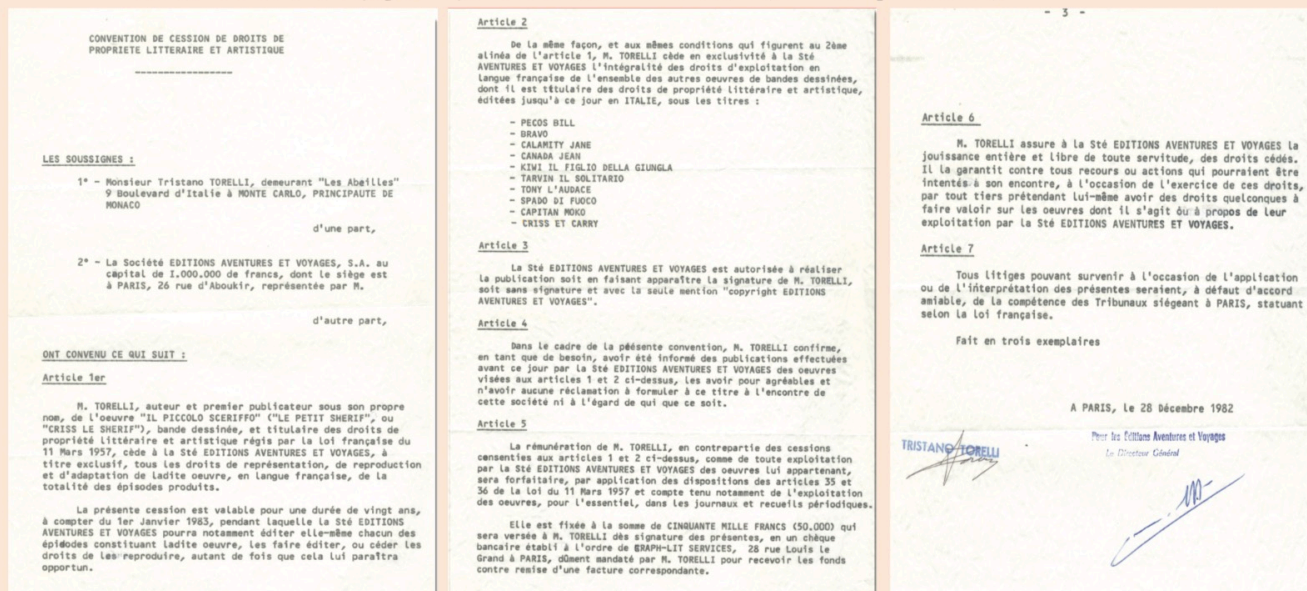 CONVENTION DE CESSION DE DROITS DE
PROPRIETE LITTERAIRE ET ARTISTIQUE
-----------------
LES SOUSSIGNES :
1° - Monsieur Tristano TORELLI, demeurant "Les Abeilles"
9 Boulevard d'Italie à MONTE CARLO, PRINCIPAUTE DE
MONACO
d'une part,
2° - La Société EDITIONS AVENTURES ET VOYAGES, S.A. au
capital de I.000.000 de francs, dont le siège est
à PARIS, 26 rue d'Aboukir, représentée par M.
d'autre part,
ONT CONVENU CE QUI SUIT :
Article 1er
M. TORELLI, auteur et premier publicateur sous son propre
nom, de l'oeuvre "IL PICCOLO SCERIFFO" ("LE PETIT SHERIF", ou
"CRISS LE SHERIF"), bande dessinée, et titulaire des droits de
propriété littéraire et artistique régis par la loi française du
11 Mars 1957, cède à la Sté EDITIONS AVENTURES ET VOYAGES, à
titre exclusif, tous les droits de représentation, de reproduction
et d'adaptation de ladite oeuvre, en langue française, de la
totalité des épisodes produits.
La présente cession est valable pour une durée de vingt ans,
à compter du 1er Janvier 1983, pendant laquelle la Sté EDITIONS
AVENTURES ET VOYAGES pourra notamment éditer elle-même chacun des
épidodes constituant ladite oeuvre, les faire éditer, ou céder les
droits de les reproduire, autant de fois que cela lui paraîtra
opportun.
Article 2
De la même façon, et aux mêmes conditions qui figurent au 2ème
alinéa de l'article 1, M. TORELLI cède en exclusivité à la Sté
AVENTURES ET VOYAGES l'intégralité des droits d'exploitation en
langue française de l'ensemble des autres oeuvres de bandes dessinées,
dont il est titulaire des droits de propriété littéraire et artistique,
éditées jusqu'à ce jour en ITALIE, sous les titres :
- PECOS BILL
- BRAVO
- CALAMITY JANE
- CANADA JEAN
- KIWI IL FIGLIO DELLA GIUNGLA
- TARVIN IL SOLITARIO
- TONY L'AUDACE
- SPADO DI FUOCO
- CAPITAN MOKO
- CRISS ET CARRY
Article 3
La Sté EDITIONS AVENTURES ET VOYAGES est autorisée à réaliser
la publication soit en faisant apparaître la signature de M. TORELLI,
soit sans signature et avec la seule mention "copyright EDITIONS
AVENTURES ET VOYAGES".
Article 4
Dans le cadre de la péésente convention, M. TORELLI confirme,
en tant que de besoin, avoir été informé des publications effectuées
avant ce jour par la Sté EDITIONS AVENTURES ET VOYAGES des oeuvres
visées aux articles 1 et 2 ci-dessus, les avoir pour agréables et
n'avoir aucune réclamation à formuler à ce titre à l'encontre de
cette société ni à l'égard de qui que ce soit.
Article 5
La rémunération de M. TORELLI, en contrepartie des cessions
consenties aux articles 1 et 2 ci-dessus, comme de toute exploitation
par la Sté EDITIONS AVENTURES ET VOYAGES des oeuvres lui appartenant,
sera forfaitaire, par application des dispositions des articles 35 et
36 de la loi du 11 Mars 1957 et compte tenu notamment de l'exploitation
des oeuvres, pour l'essentiel, dans les journaux et recueils périodiques.
Elle est fixée à la somme de CINQUANTE MILLE FRANCS (50.000) qui
sera versée à M. TORELLI dès signature des présentes, en un chèque
bancaire établi à l'ordre de GRAPH-LIT SERVICES, 28 rue Louis le
Grand à PARIS, dûment mandaté par M. TORELLI pour recevoir les fonds
contre remise d'une facture correspondante.
- 3 -
Article 6
M. TORELLI assure à la Sté EDITIONS AVENTURES ET VOYAGES la
jouissance entière et libre de toute servitude, des droits cédés.
Il la garantit contre tous recours ou actions qui pourraient être
intentés à son encontre, à l'occasion de l'exercice de ces droits,
par tout tiers prétendant lui-même avoir des droits quelconques à
faire valoir sur les oeuvres dont il s'agit ou à propos de leur
exploitation par la Sté EDITIONS AVENTURES ET VOYAGES.
Article 7
Tous litiges pouvant survenir à l'occasion de l'application
ou de l'interprétation des présentes seraient, à défaut d'accord
amiable, de la compétence des Tribunaux siégeant à PARIS, statuant
selon la loi française.
Fait en trois exemplaires
A PARIS, le 28 Décembre 1982
TRISTANO TORELLI
Pour les Editions Aventures et Voyages
Le Directeur Général